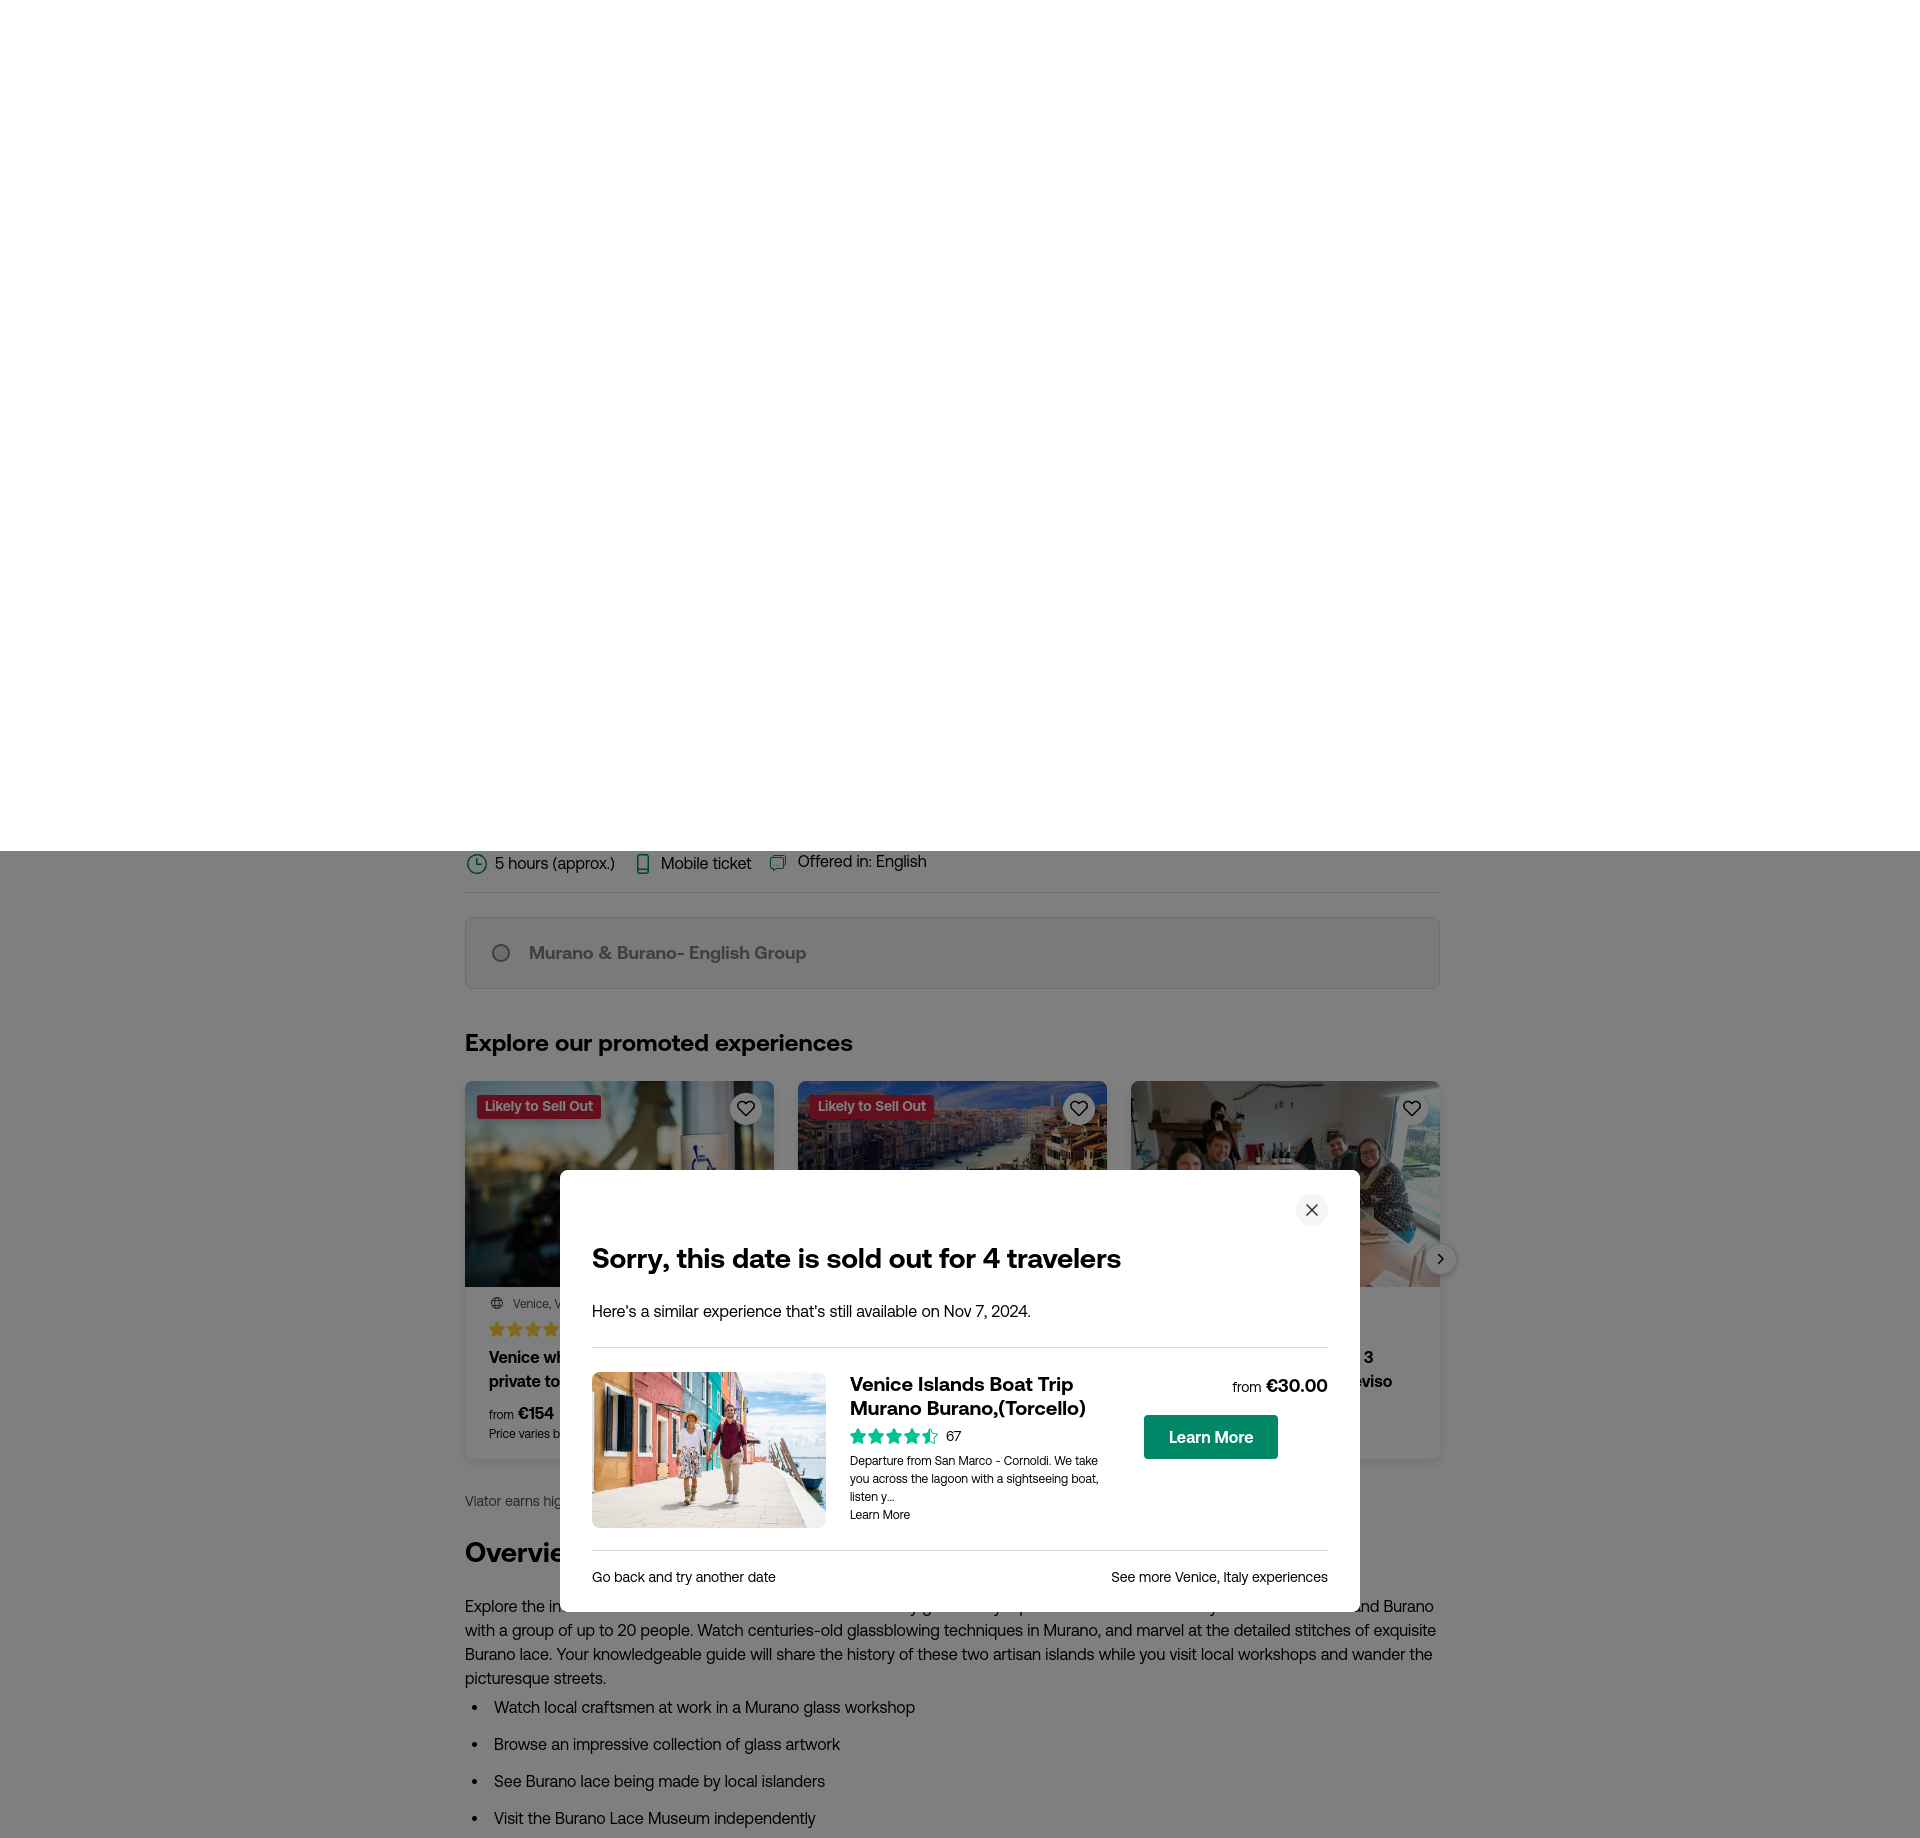 5 hours (approx.)
Mobile ticket
Offered in: English
Murano & Burano- English Group
Explore our promoted experiences
Likely to Sell Out
Likely to Sell Out
Venice, V
Venice wh
private to
from €154
Price varies b
3
eviso
Viator earns hig
Sorry, this date is sold out for 4 travelers
Here's a similar experience that's still available on Nov 7, 2024.
Venice Islands Boat Trip
Murano Burano,(Torcello)
67
Departure from San Marco - Cornoldi. We take
you across the lagoon with a sightseeing boat,
listen y...
Learn More
from €30.00
Learn More
Go back and try another date
See more Venice, Italy experiences
Overvie
Explore the in
and Burano
with a group of up to 20 people. Watch centuries-old glassblowing techniques in Murano, and marvel at the detailed stitches of exquisite
Burano lace. Your knowledgeable guide will share the history of these two artisan islands while you visit local workshops and wander the
picturesque streets.
• Watch local craftsmen at work in a Murano glass workshop
• Browse an impressive collection of glass artwork
• See Burano lace being made by local islanders
• Visit the Burano Lace Museum independently